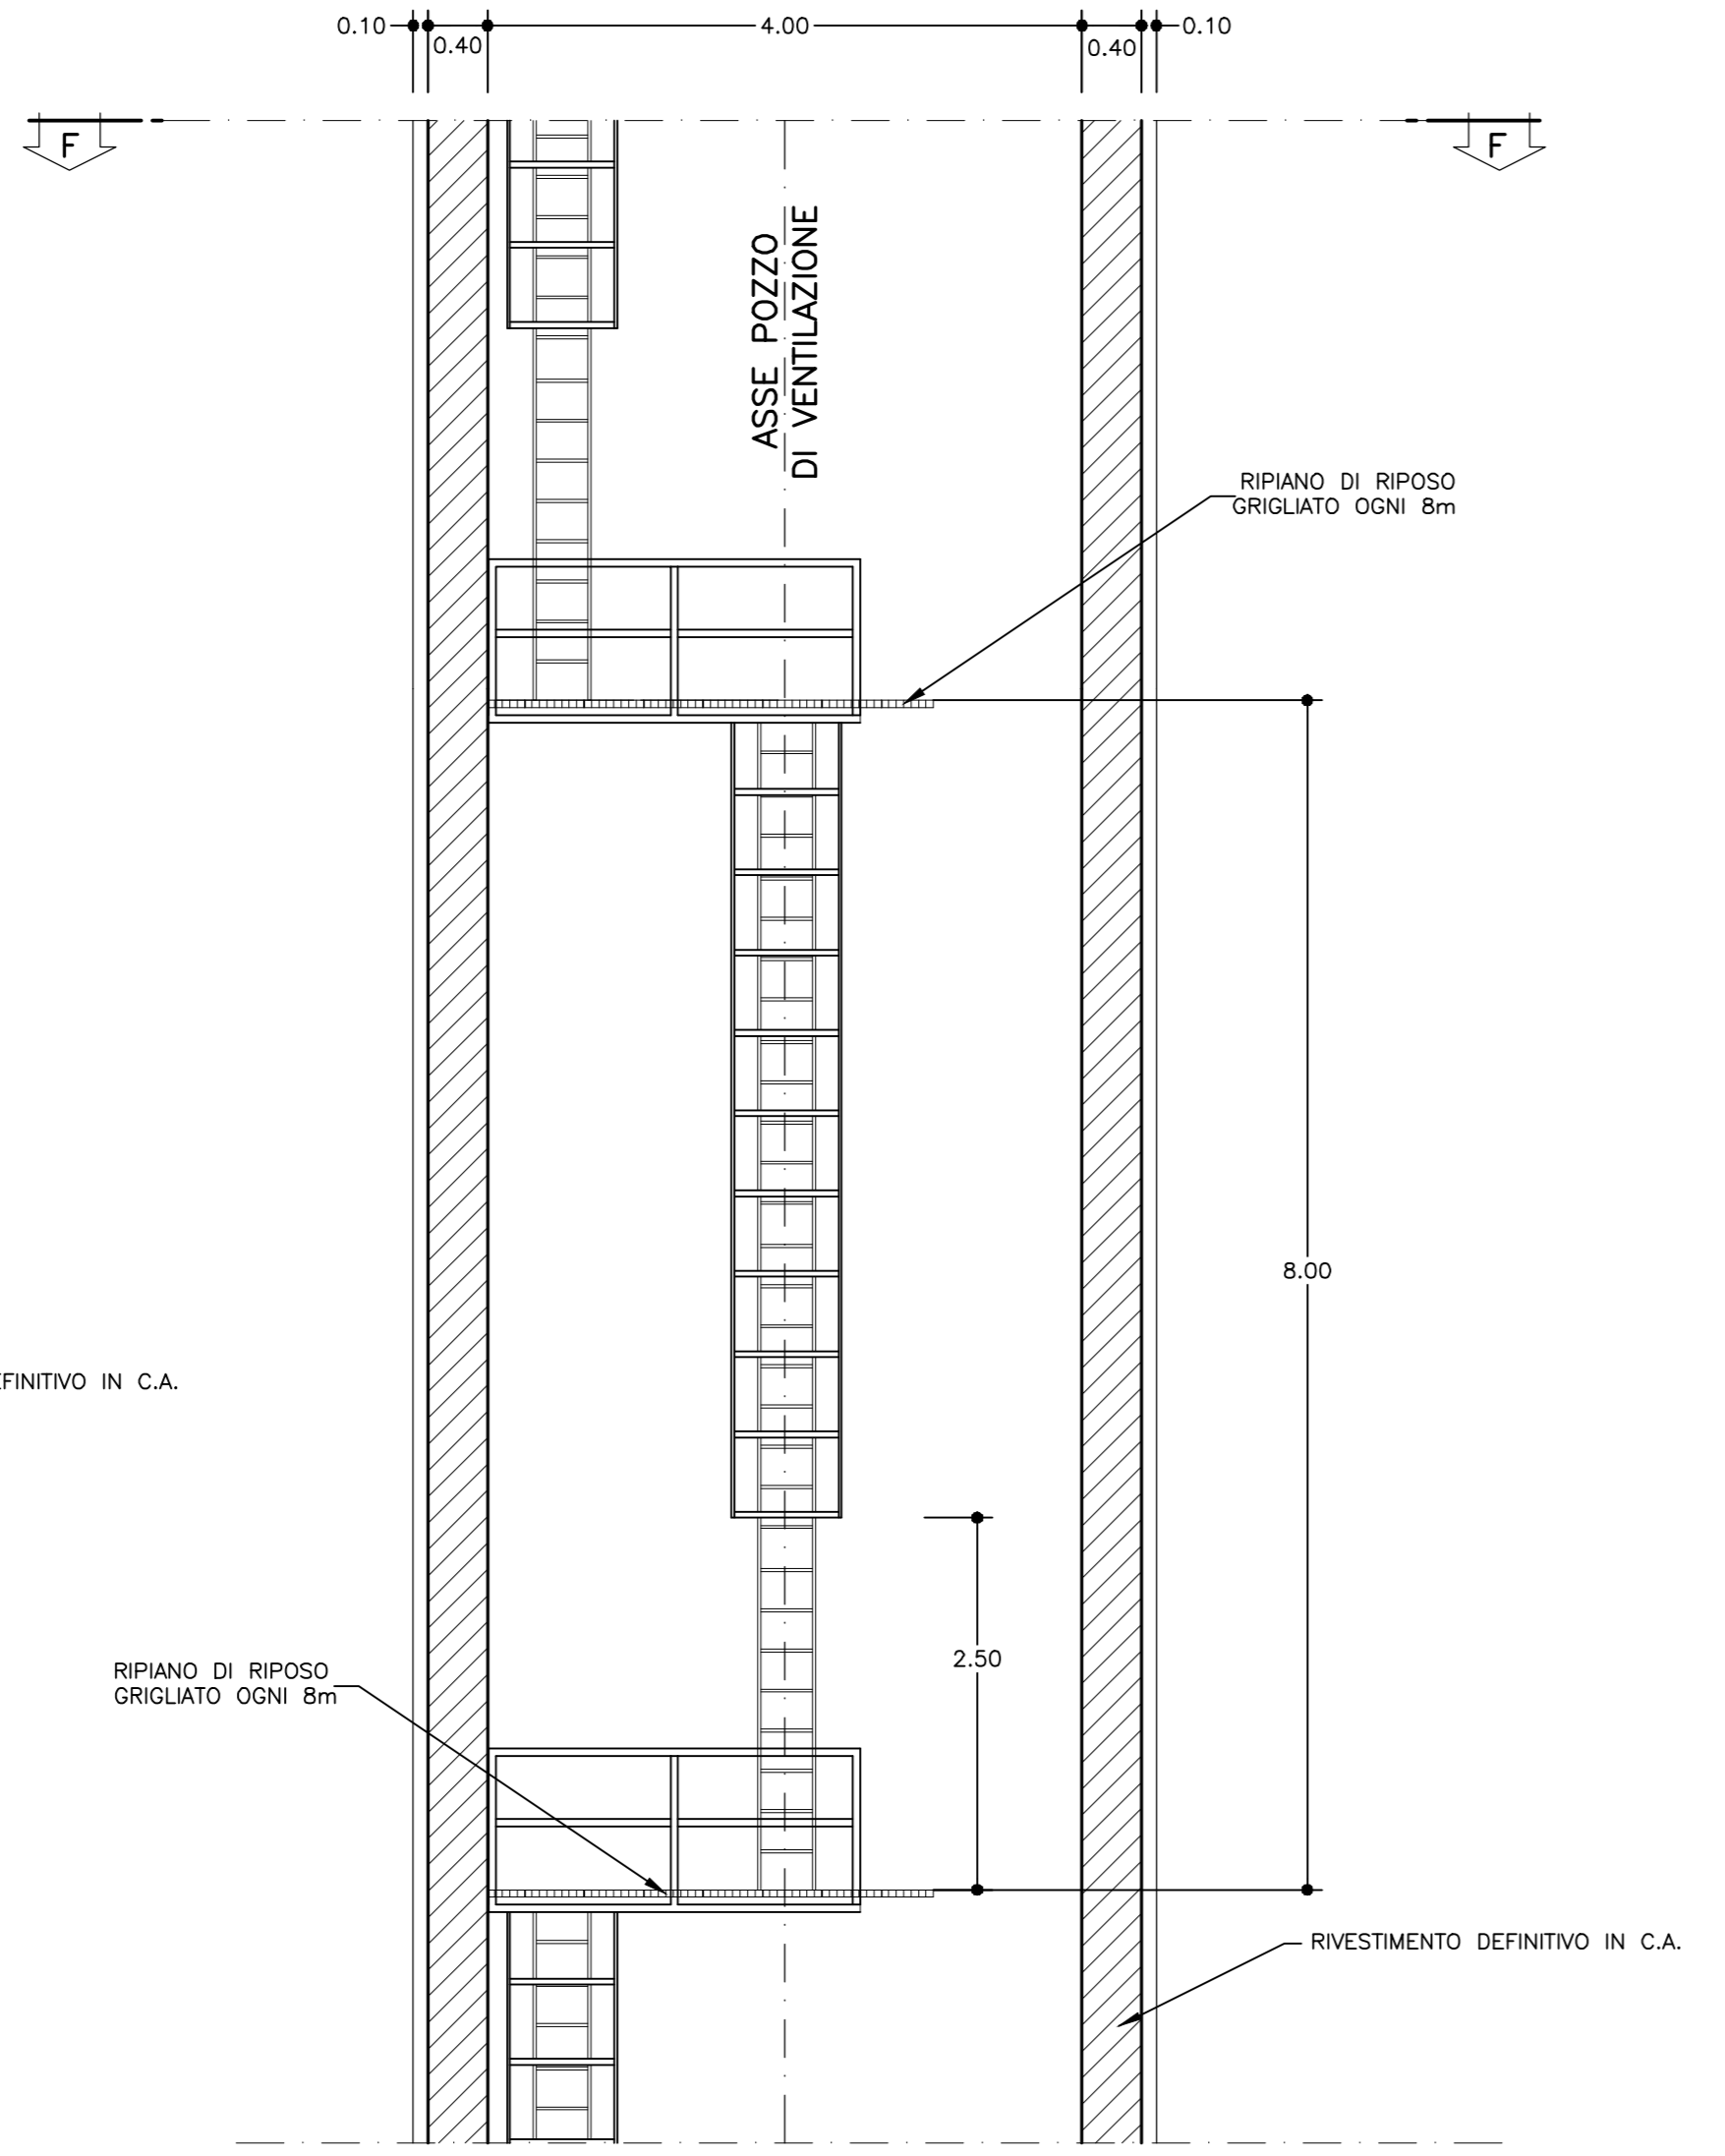 0.10
4.00
0.10
0.40
0.40
F
F
ASSE POZZO
DI VENTILAZIONE
RIPIANO DI RIPOSO
GRIGLIATO OGNI 8m
8.00
EFINITIVO IN C.A.
2.50
RIPIANO DI RIPOSO
GRIGLIATO OGNI 8m
RIVESTIMENTO DEFINITIVO IN C.A.